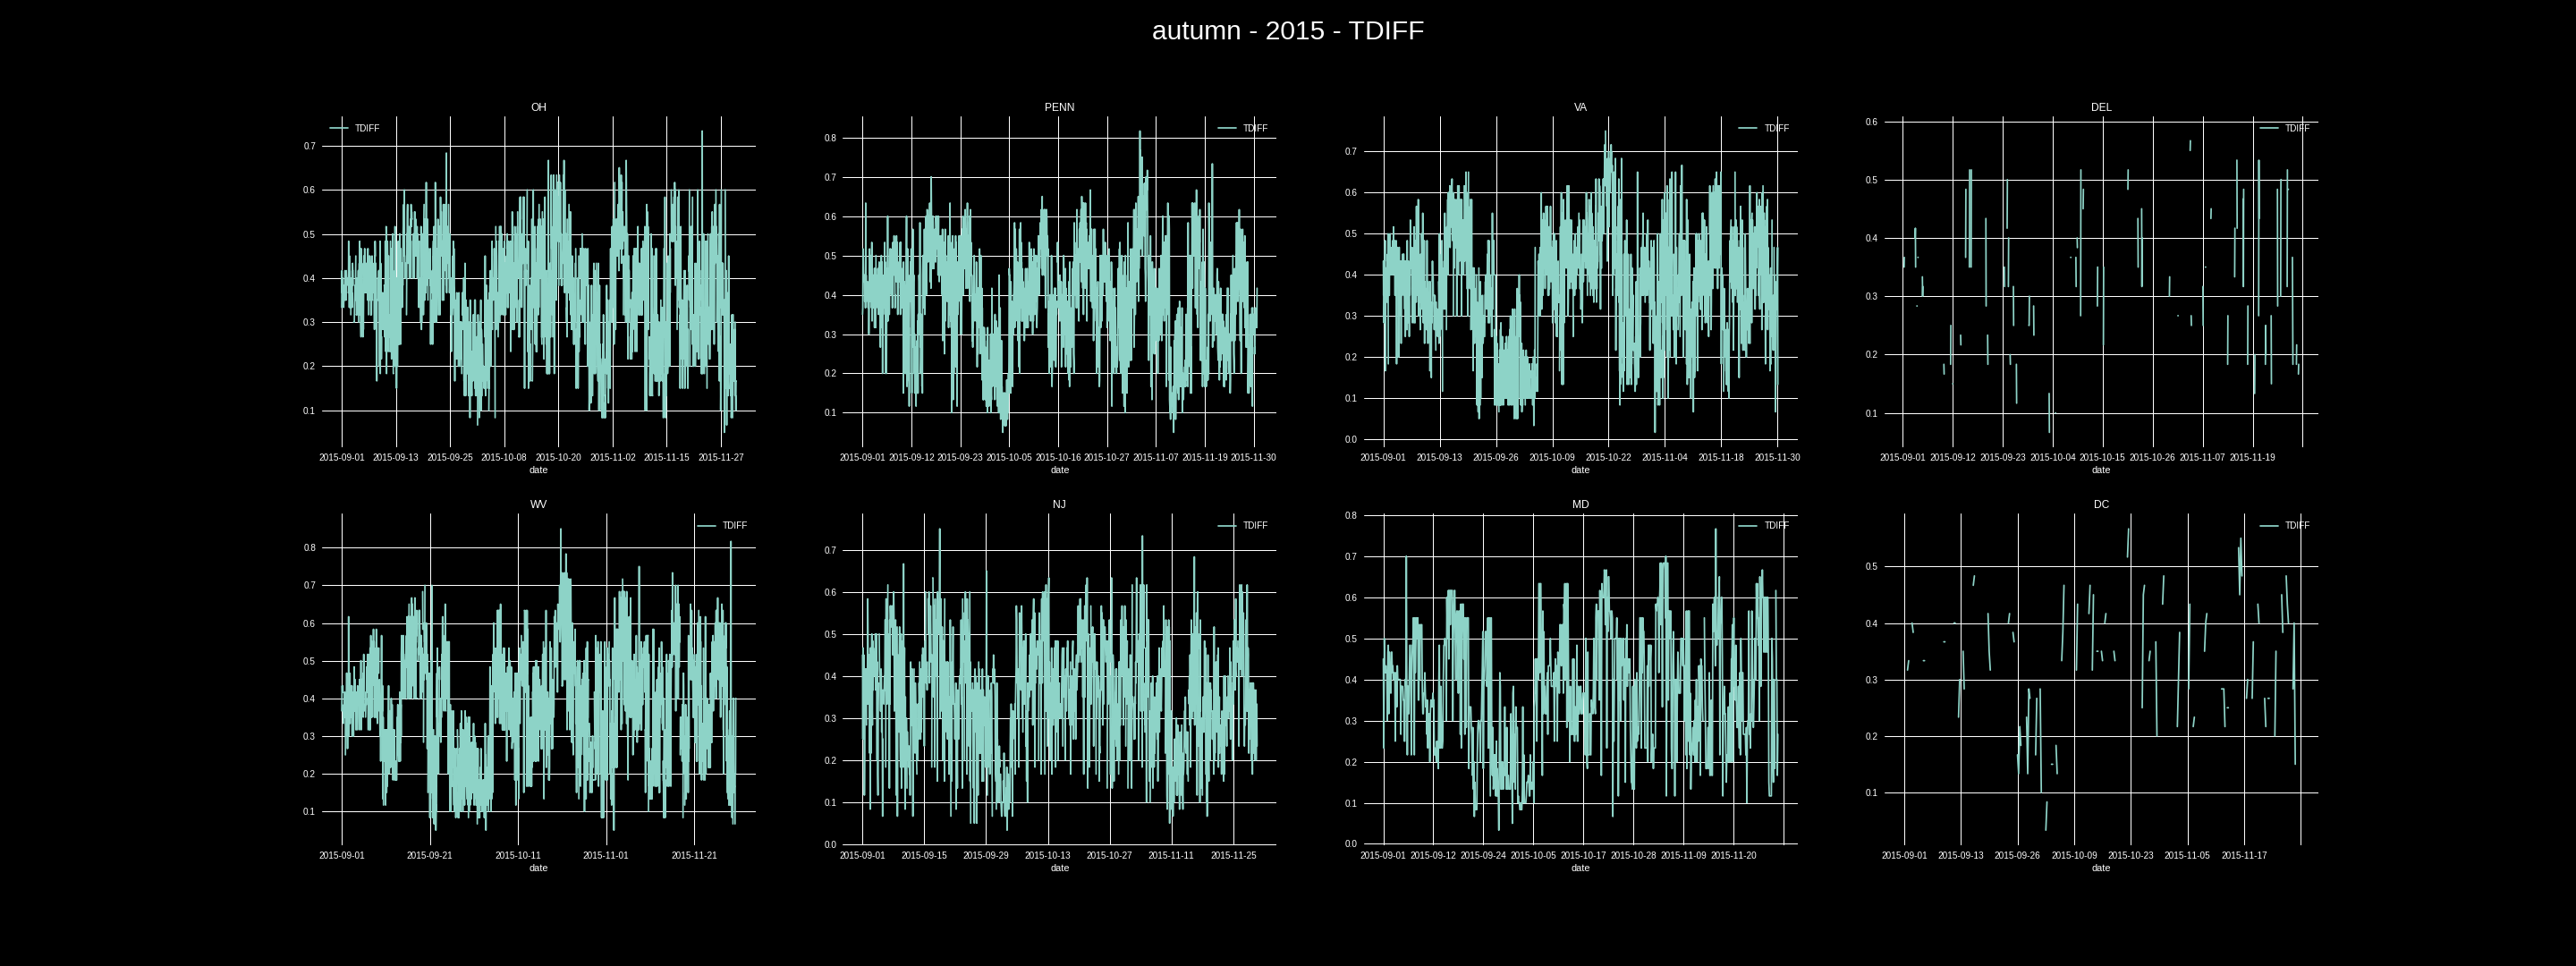 autumn - 2015 - TDIFF
OH
TDIFF
0.7
0.6
0.5
0.4
0.3
0.2
0.1
2015-09-01 2015-09-13 2015-09-25 2015-10-08 2015-10-20 2015-11-02 2015-11-15 2015-11-27
date
PENN
TDIFF
0.8
0.7
0.6
0.5
0.4
0.3
0.2
0.1
2015-09-01 2015-09-12 2015-09-23 2015-10-05 2015-10-16 2015-10-27 2015-11-07 2015-11-19 2015-11-30
date
VA
TDIFF
0.7
0.6
0.5
0.4
0.3
0.2
0.1
0.0
2015-09-01 2015-09-13 2015-09-26 2015-10-09 2015-10-22 2015-11-04 2015-11-18 2015-11-30
date
DEL
TDIFF
0.6
0.5
0.4
0.3
0.2
0.1
2015-09-01 2015-09-12 2015-09-23 2015-10-04 2015-10-15 2015-10-26 2015-11-07 2015-11-19
date
WV
TDIFF
0.8
0.7
0.6
0.5
0.4
0.3
0.2
0.1
2015-09-01 2015-09-21 2015-10-11 2015-11-01 2015-11-21
date
NJ
TDIFF
0.7
0.6
0.5
0.4
0.3
0.2
0.1
0.0
2015-09-01 2015-09-15 2015-09-29 2015-10-13 2015-10-27 2015-11-11 2015-11-25
date
MD
TDIFF
0.8
0.7
0.6
0.5
0.4
0.3
0.2
0.1
0.0
2015-09-01 2015-09-12 2015-09-24 2015-10-05 2015-10-17 2015-10-28 2015-11-09 2015-11-20
date
DC
TDIFF
0.5
0.4
0.3
0.2
0.1
2015-09-01 2015-09-13 2015-09-26 2015-10-09 2015-10-23 2015-11-05 2015-11-17
date